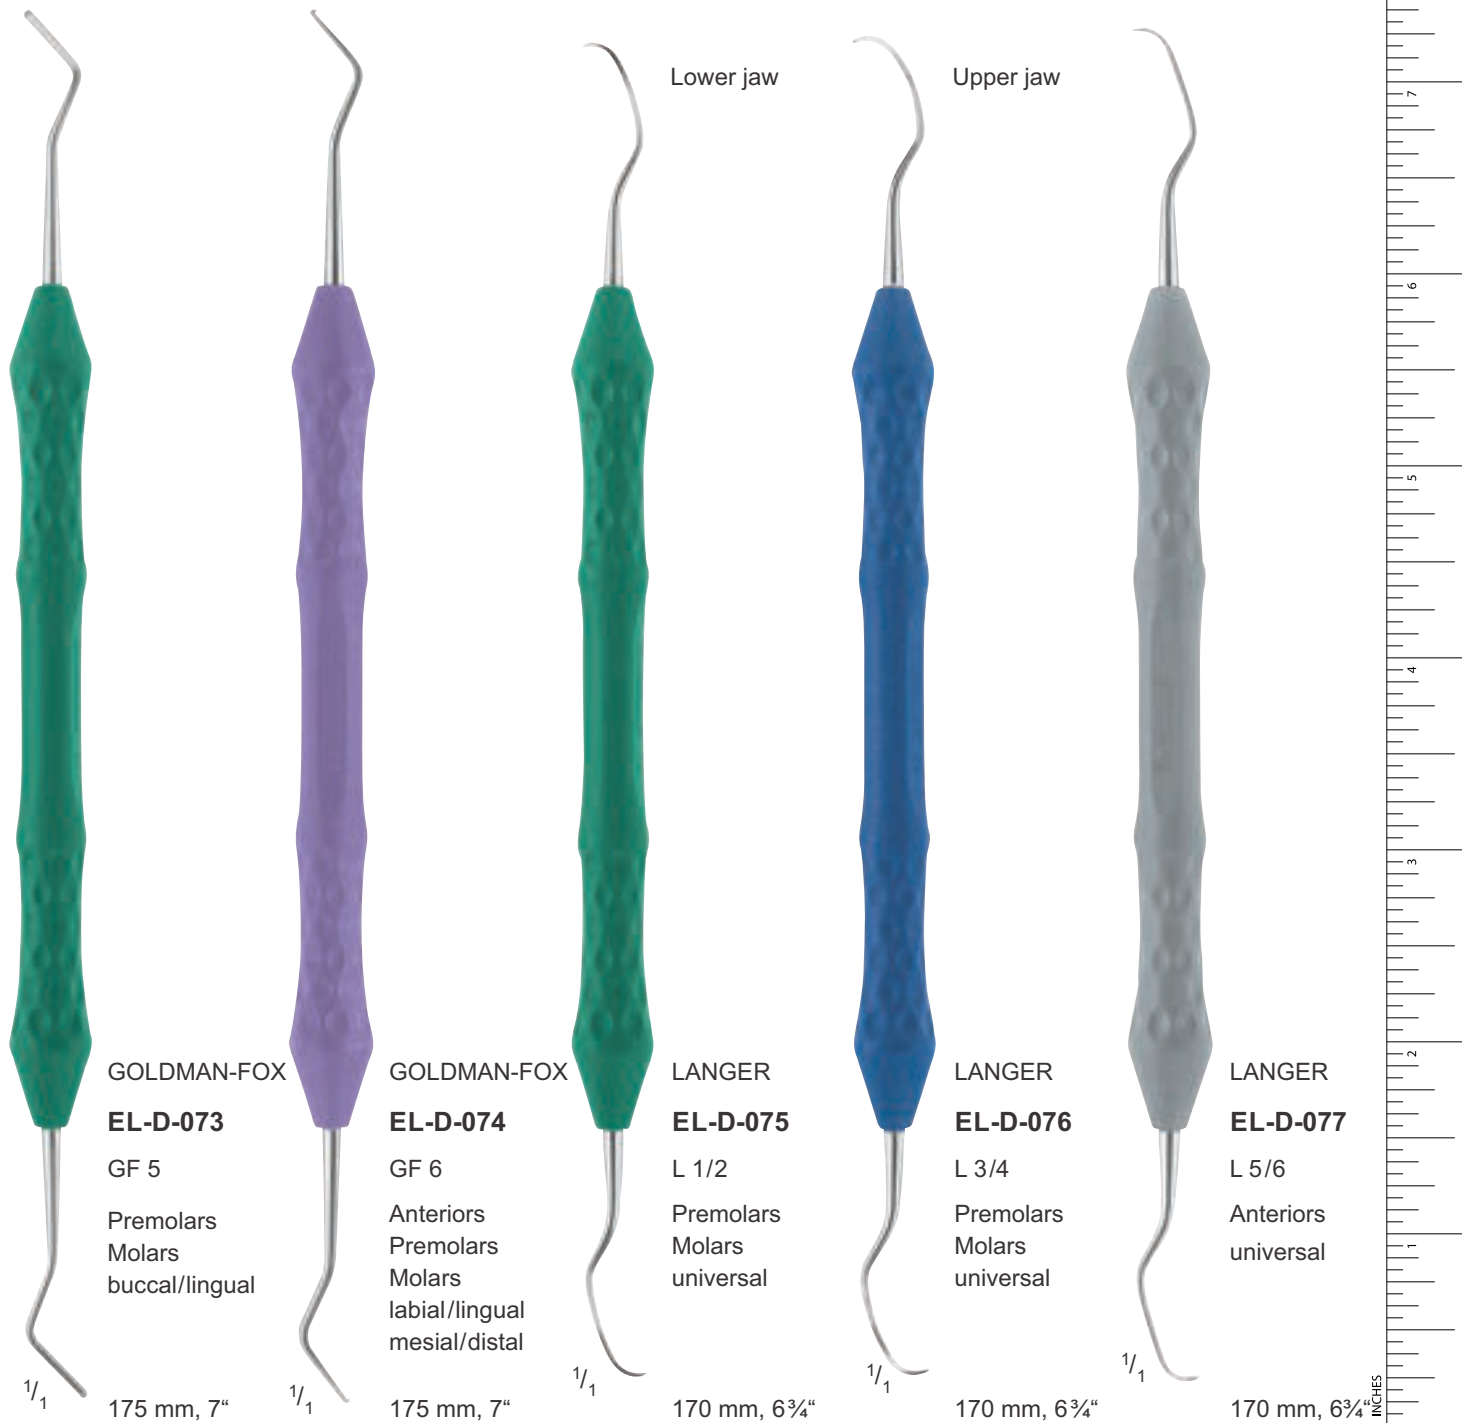 Lower jaw
Upper jaw
GOLDMAN-FOX
EL-D-073
GF 5
Premolars
Molars
buccal/lingual
1/1
175 mm, 7“
GOLDMAN-FOX
EL-D-074
GF 6
Anteriors
Premolars
Molars
labial/lingual
mesial/distal
1/1
175 mm, 7“
LANGER
EL-D-075
L 1/2
Premolars
Molars
universal
1/1
170 mm, 6¾“
LANGER
EL-D-076
L 3/4
Premolars
Molars
universal
1/1
170 mm, 6¾“
LANGER
EL-D-077
L 5/6
Anteriors
universal
1/1
170 mm, 6¾“
7
6
5
4
3
2
1
INCHES